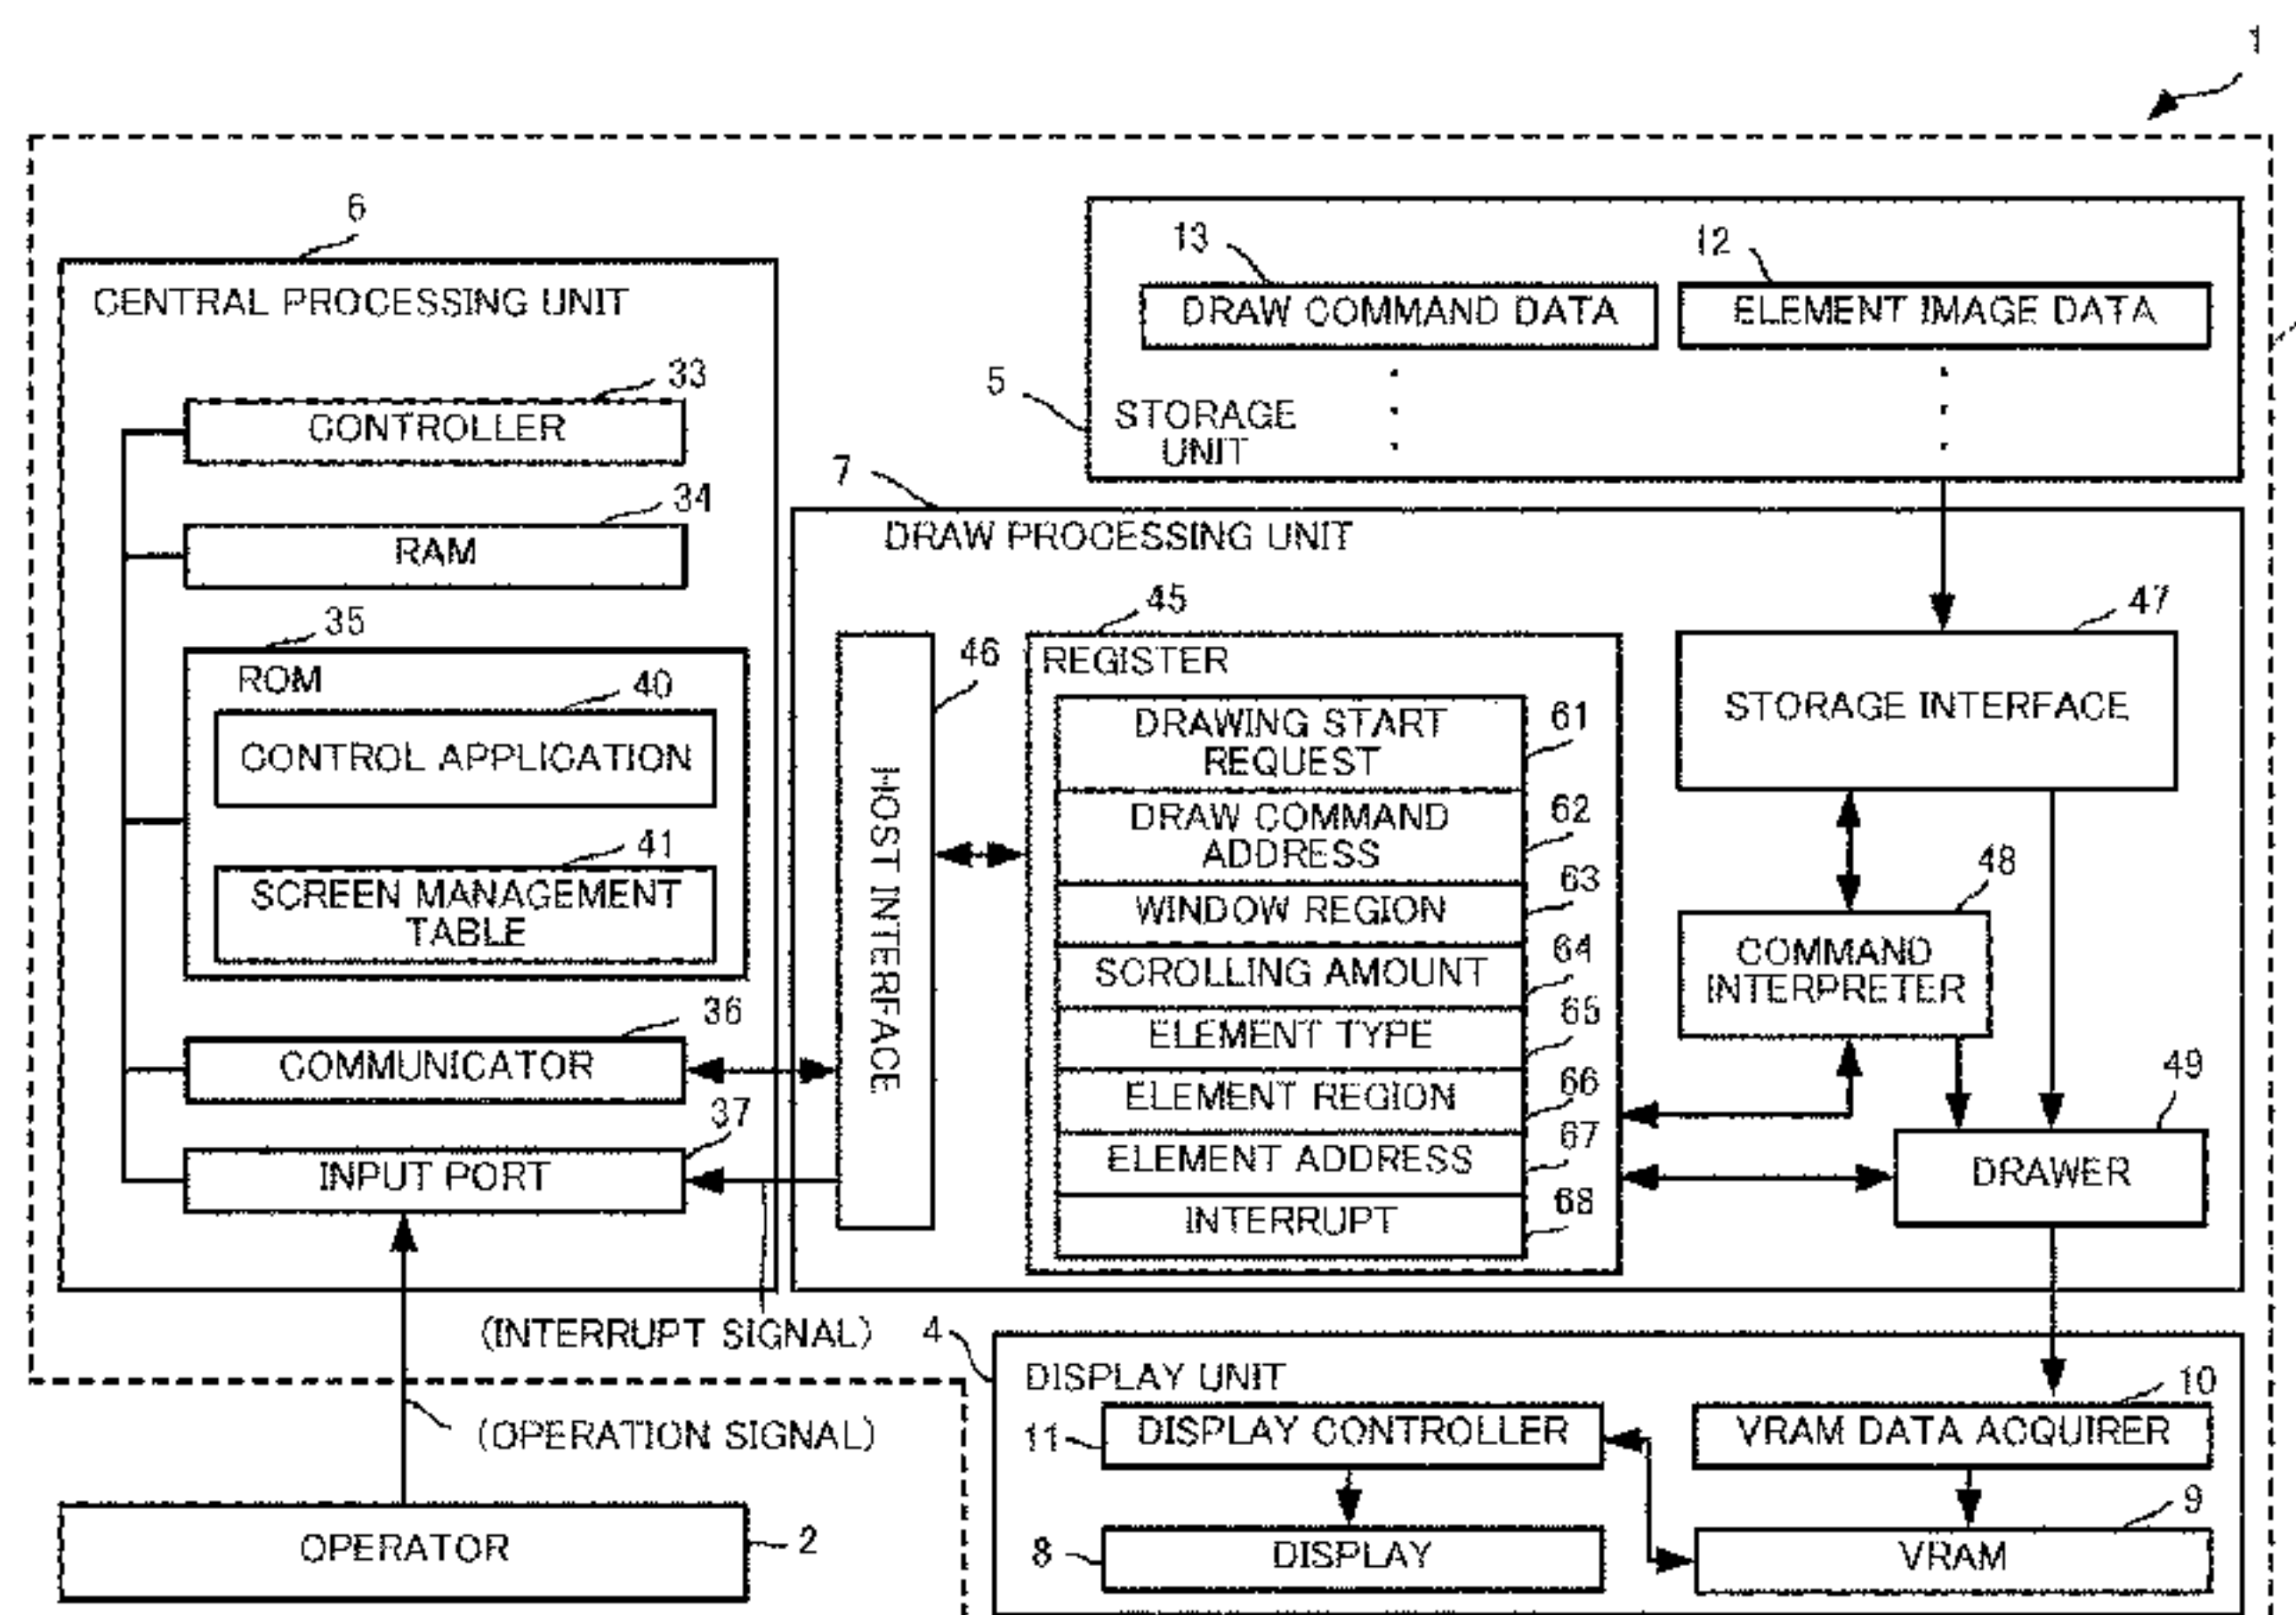 1
6
CENTRAL PROCESSING UNIT
33
CONTROLLER
34
RAM
35
ROM
40
CONTROL APPLICATION
41
SCREEN MANAGEMENT
TABLE
36
COMMUNICATOR
37
INPUT PORT
13
DRAW COMMAND DATA
12
ELEMENT IMAGE DATA
5
STORAGE
UNIT
7
DRAW PROCESSING UNIT
46
HOST INTERFACE
45
REGISTER
DRAWING START
REQUEST
61
DRAW COMMAND
ADDRESS
62
WINDOW REGION
63
SCROLLING AMOUNT
64
ELEMENT TYPE
65
ELEMENT REGION
66
ELEMENT ADDRESS
67
INTERRUPT
68
47
STORAGE INTERFACE
48
COMMAND
INTERPRETER
49
DRAWER
(INTERRUPT SIGNAL)
(OPERATION SIGNAL)
OPERATOR
2
4
DISPLAY UNIT
11
DISPLAY CONTROLLER
10
VRAM DATA ACQUIRER
8
DISPLAY
9
VRAM